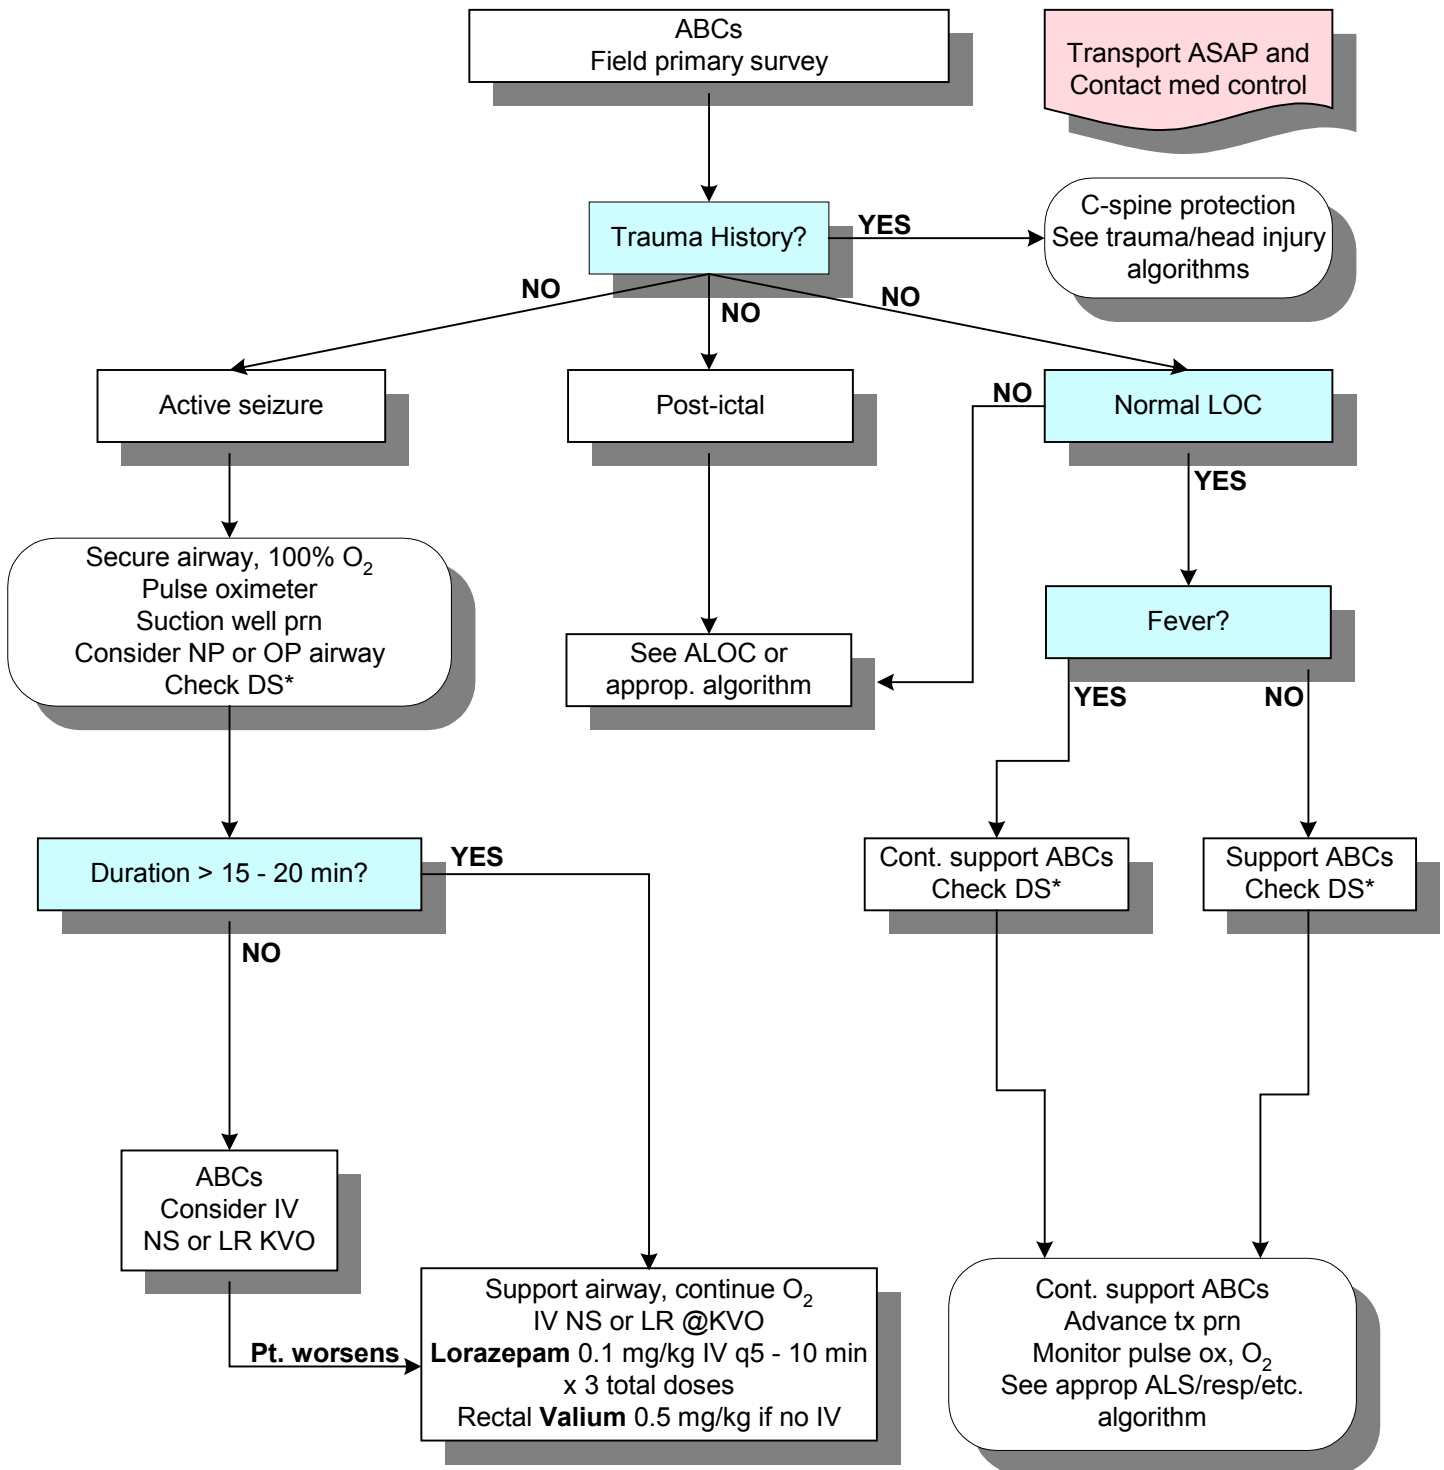 ABCs
Field primary survey
Transport ASAP and
Contact med control
Trauma History?
YES
C-spine protection
See trauma/head injury
algorithms
NO
NO
NO
Active seizure
Post-ictal
NO
Normal LOC
YES
Secure airway, 100% O2
Pulse oximeter
Suction well prn
Consider NP or OP airway
Check DS*
See ALOC or
approp. algorithm
Fever?
YES
NO
Duration > 15 - 20 min?
YES
NO
Cont. support ABCs
Check DS*
Support ABCs
Check DS*
ABCs
Consider IV
NS or LR KVO
Pt. worsens
Support airway, continue O2
IV NS or LR @KVO
Lorazepam 0.1 mg/kg IV q5 - 10 min
x 3 total doses
Rectal Valium 0.5 mg/kg if no IV
Cont. support ABCs
Advance tx prn
Monitor pulse ox, O2
See approp ALS/resp/etc.
algorithm